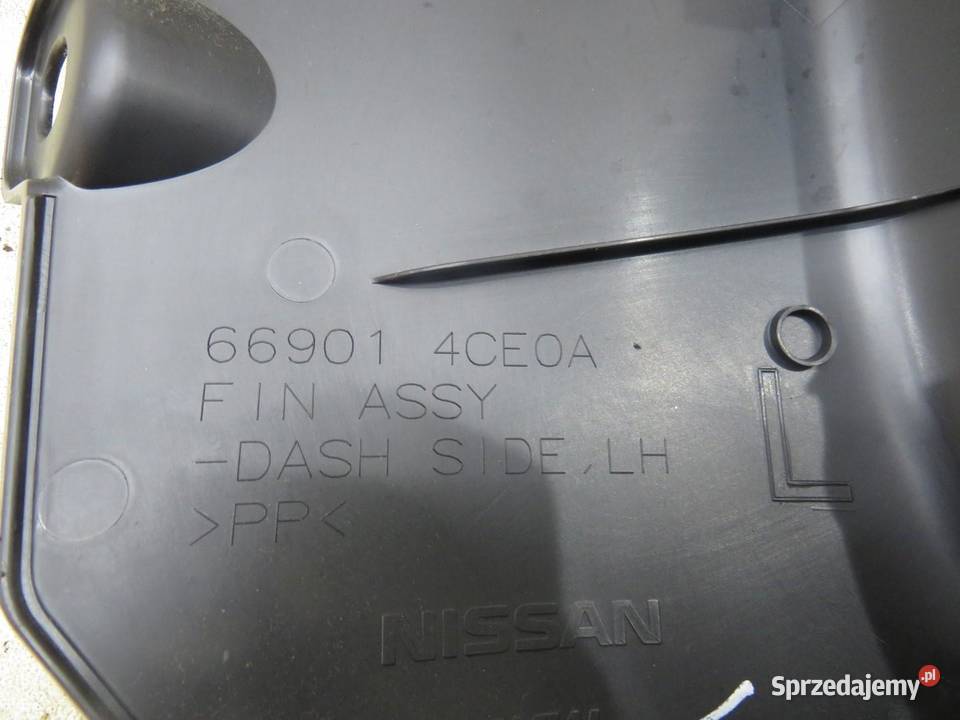 66901 4CE0A
FIN ASSY
-DASH SIDE, LH
>PP<
L
NISSAN
Sprzedajemy.pl